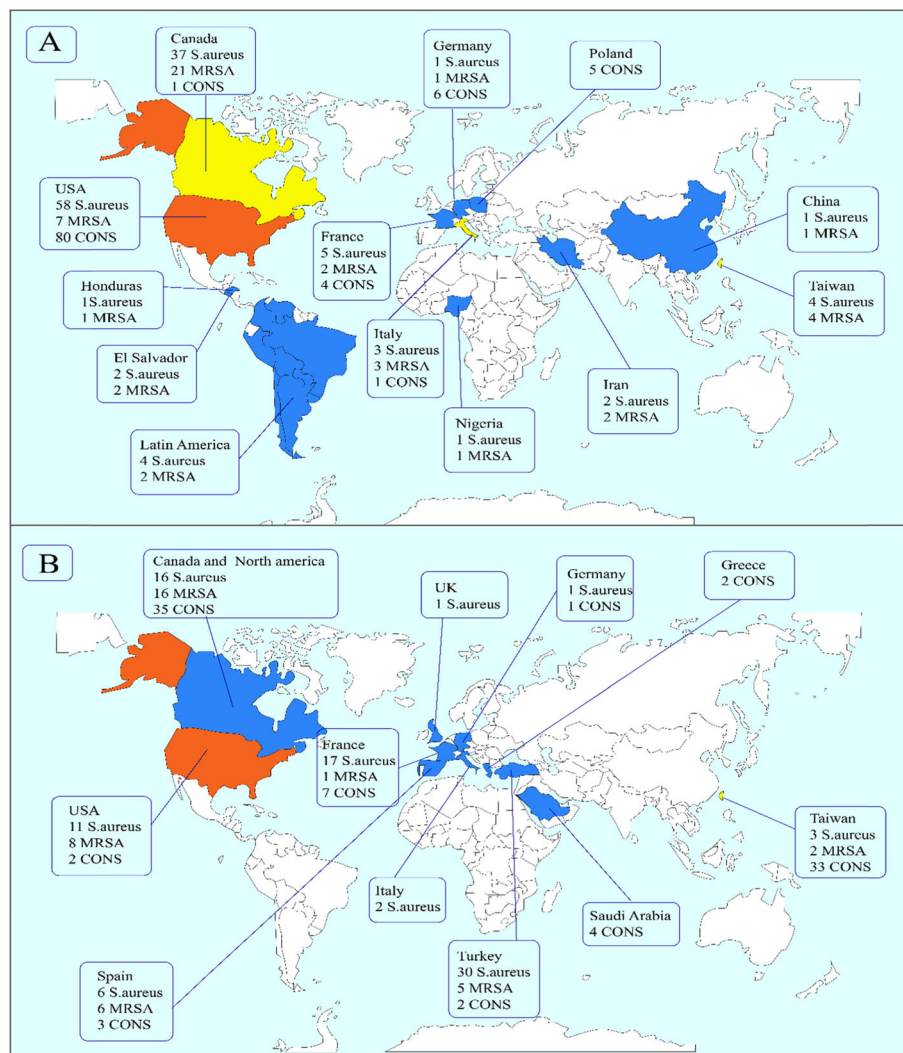 A
Canada
37 S.aureus
21 MRSA
1 CONS
Germany
1 S.aureus
1 MRSA
6 CONS
Poland
5 CONS
USA
58 S.aureus
7 MRSA
80 CONS
France
5 S.aureus
2 MRSA
4 CONS
China
1 S.aureus
1 MRSA
Honduras
1S.aureus
1 MRSA
Taiwan
4 S.aureus
4 MRSA
El Salvador
2 S.aureus
2 MRSA
Italy
3 S.aureus
3 MRSA
1 CONS
Iran
2 S.aureus
2 MRSA
Nigeria
1 S.aureus
1 MRSA
Latin America
4 S.aureus
2 MRSA
B
Canada and North america
16 S.aureus
16 MRSA
35 CONS
UK
1 S.aureus
Germany
1 S.aureus
1 CONS
Greece
2 CONS
France
17 S.aureus
1 MRSA
7 CONS
USA
11 S.aureus
8 MRSA
2 CONS
Taiwan
3 S.aureus
2 MRSA
33 CONS
Italy
2 S.aureus
Saudi Arabia
4 CONS
Turkey
30 S.aureus
5 MRSA
2 CONS
Spain
6 S.aureus
6 MRSA
3 CONS